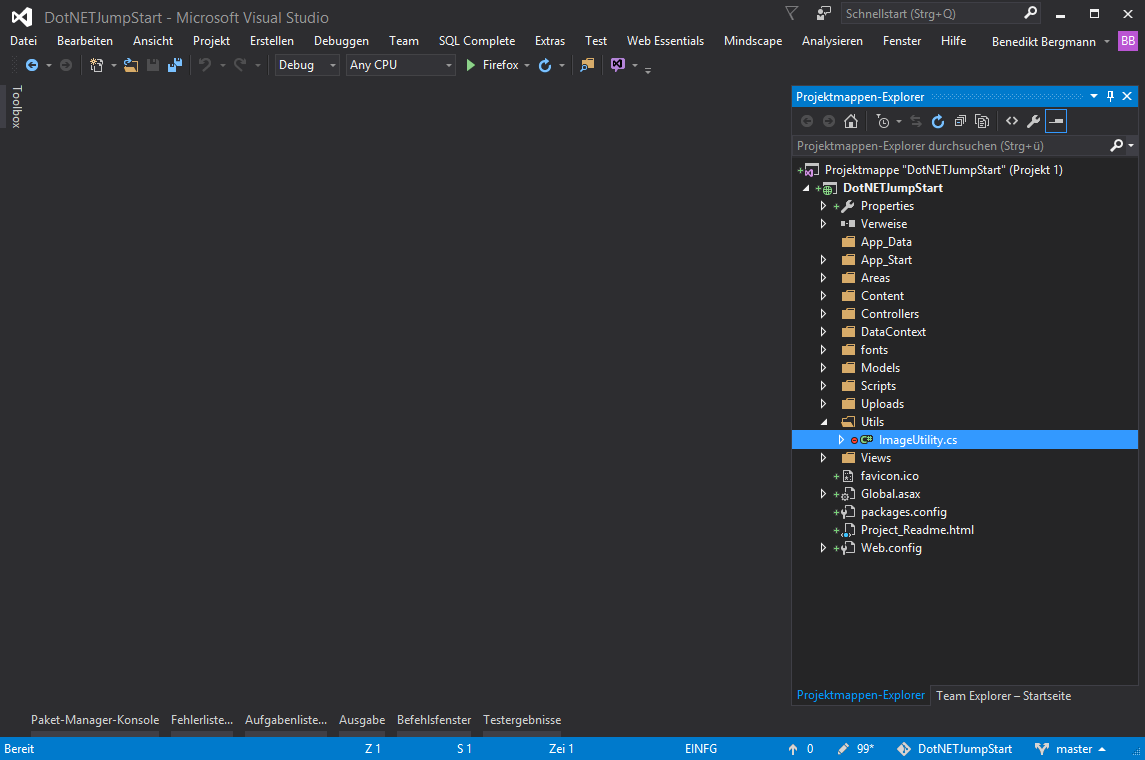 DotNETJumpStart - Microsoft Visual Studio
Schnellstart (Strg+Q)
Datei Bearbeiten Ansicht Projekt Erstellen Debuggen Team SQL Complete Extras Test Web Essentials Mindscape Analysieren Fenster Hilfe Benedikt Bergmann BB
Debug Any CPU Firefox
Toolbox
Projektmappen-Explorer
Projektmappen-Explorer durchsuchen (Strg+ü)
Projektmappe "DotNETJumpStart" (Projekt 1)
DotNETJumpStart
Properties
Verweise
App_Data
App_Start
Areas
Content
Controllers
DataContext
fonts
Models
Scripts
Uploads
Utils
C# ImageUtility.cs
Views
favicon.ico
Global.asax
packages.config
Project_Readme.html
Web.config
Projektmappen-Explorer Team Explorer – Startseite
Paket-Manager-Konsole Fehlerliste... Aufgabenliste... Ausgabe Befehlsfenster Testergebnisse
Bereit Z 1 S 1 Zei 1 EINFG 0 99* DotNETJumpStart master